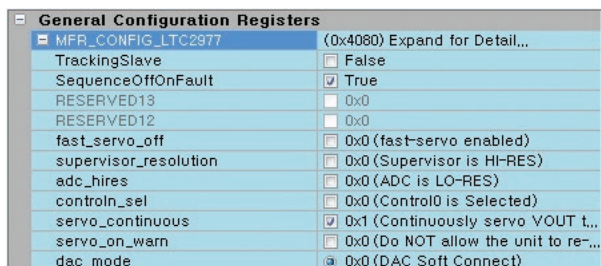 General Configuration Registers
MFR_CONFIG_LTC2977 (0x4080) Expand for Detail...
TrackingSlave False
SequenceOffOnFault True
RESERVED13 0x0
RESERVED12 0x0
fast_servo_off 0x0 (fast-servo enabled)
supervisor_resolution 0x0 (Supervisor is HI-RES)
adc_hires 0x0 (ADC is LO-RES)
controln_sel 0x0 (Control0 is Selected)
servo_continuous 0x1 (Continuously servo VOUT t...
servo_on_warn 0x0 (Do NOT allow the unit to re-...
dac_mode 0x0 (DAC Soft Connect)